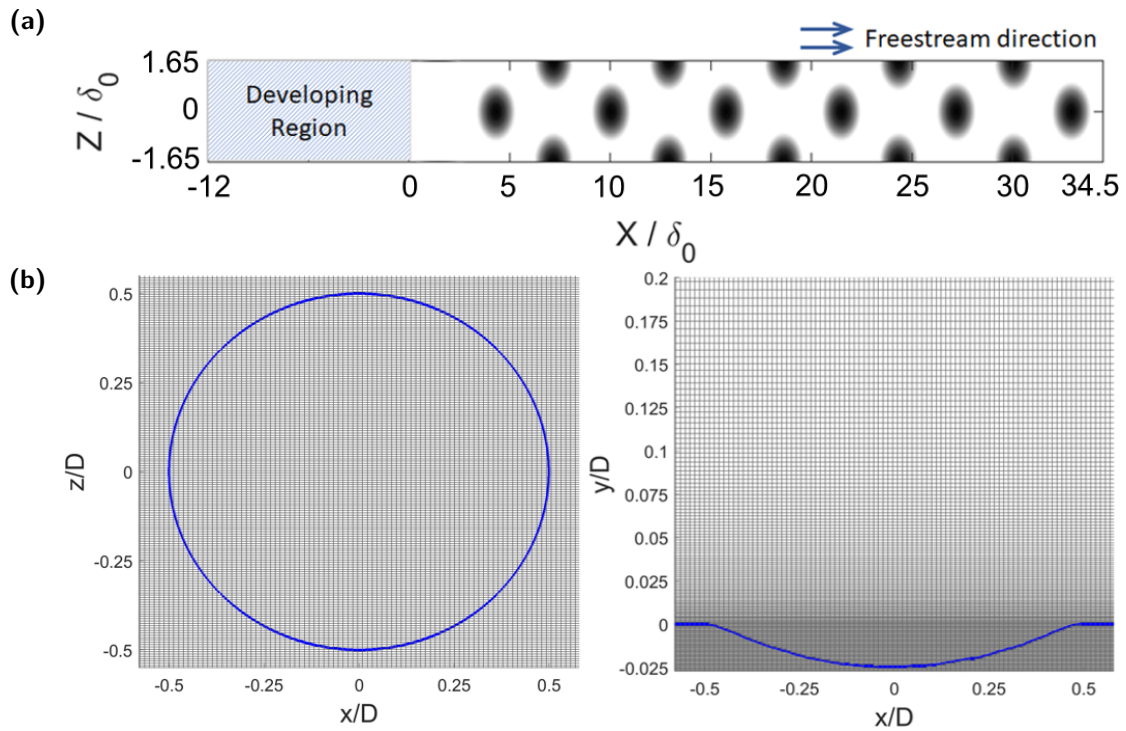 (a)
Freestream direction
Z / δ0
1.65
0
-1.65
Developing
Region
-12 0 5 10 15 20 25 30 34.5
X / δ0
(b)
z/D
0.5
0.25
0
-0.25
-0.5
-0.5 -0.25 0 0.25 0.5
x/D
y/D
0.2
0.175
0.15
0.125
0.1
0.075
0.05
0.025
0
-0.025
-0.5 -0.25 0 0.25 0.5
x/D